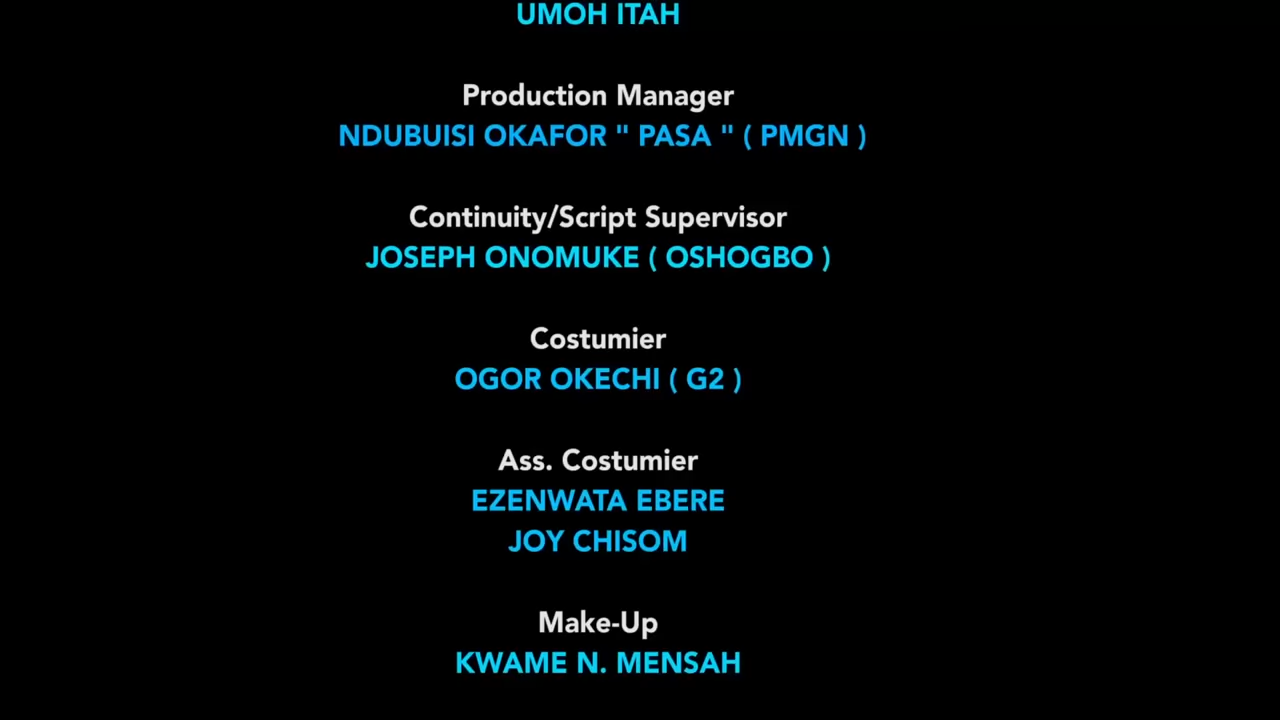 UMOH ITAH
Production Manager
NDUBUISI OKAFOR " PASA " ( PMGN )
Continuity/Script Supervisor
JOSEPH ONOMUKE ( OSHOGBO )
Costumier
OGOR OKECHI ( G2 )
Ass. Costumier
EZENWATA EBERE
JOY CHISOM
Make-Up
KWAME N. MENSAH